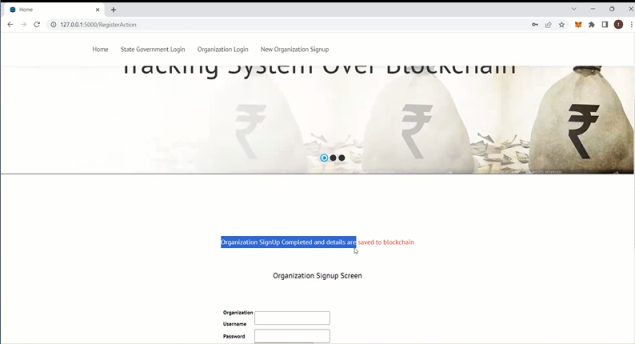 Home
127.0.0.1:5000/RegisterAction
Home State Government Login Organization Login New Organization Signup
Tracking System Over Blockchain
Organization SignUp Completed and details are saved to blockchain
Organization Signup Screen
Organization
Username
Password